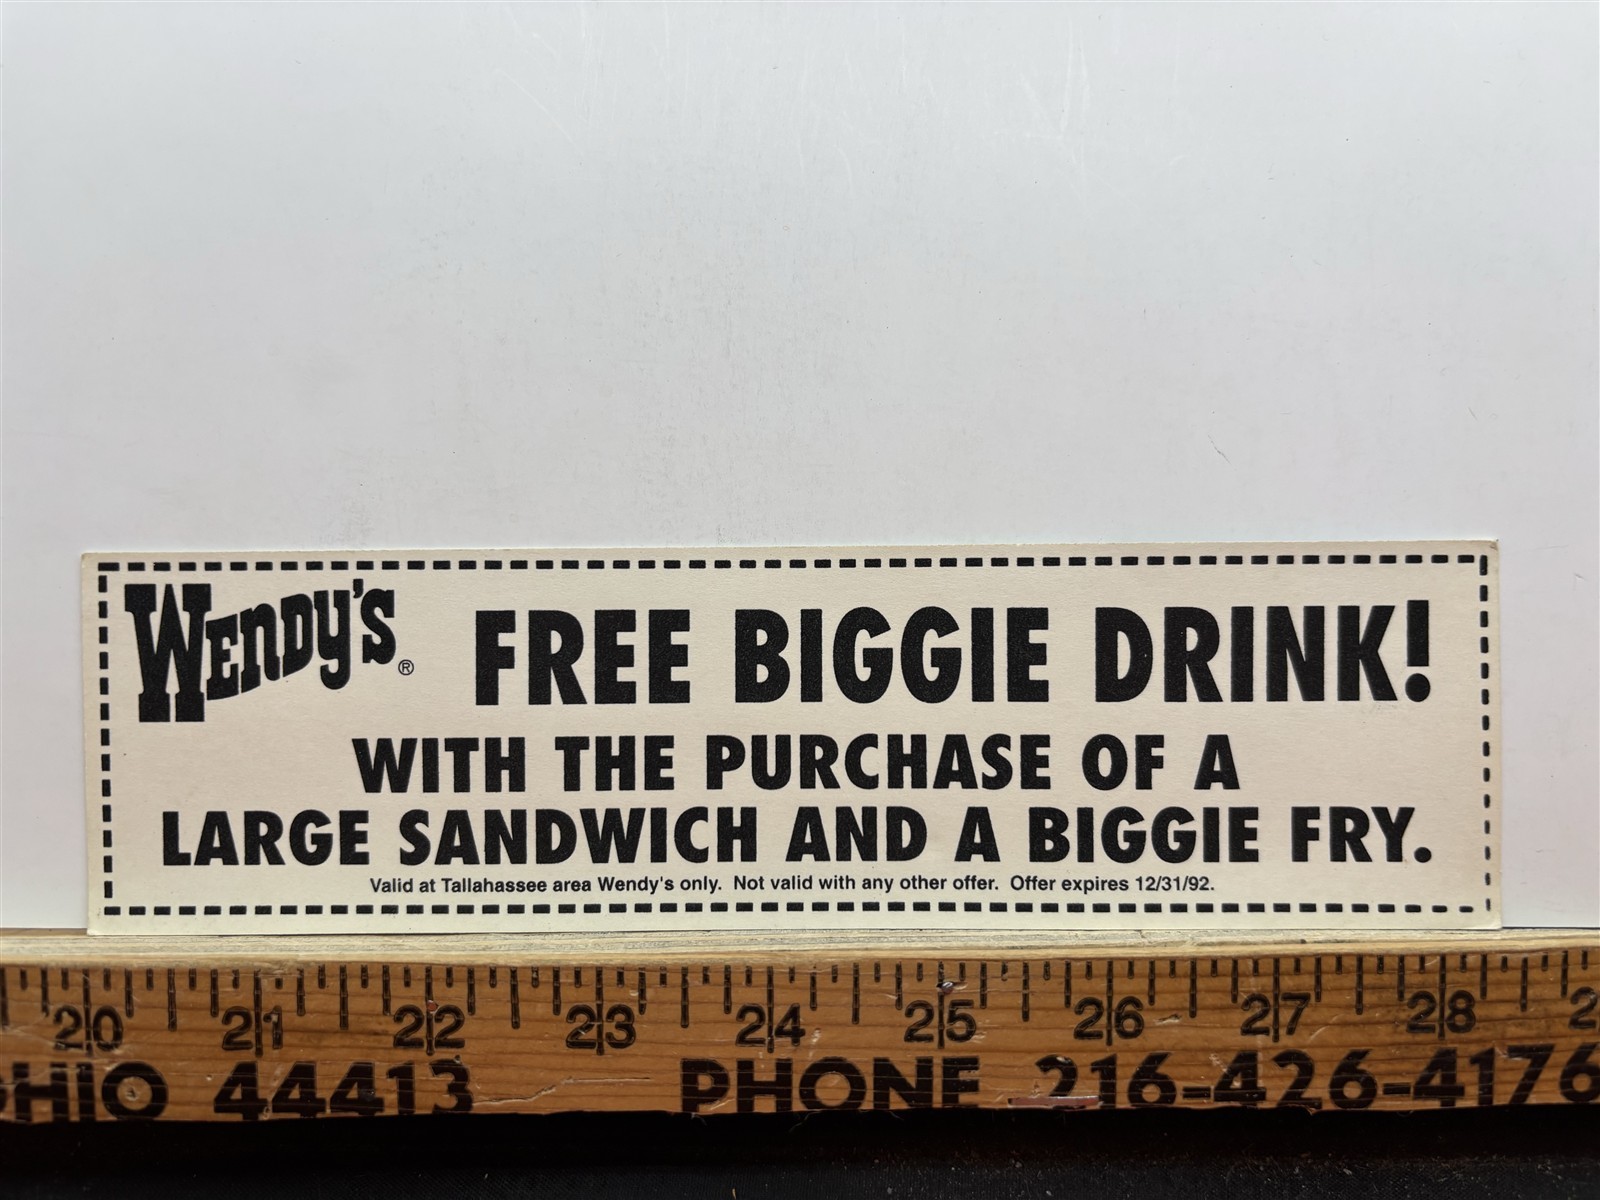 WENDY'S®
FREE BIGGIE DRINK!
WITH THE PURCHASE OF A
LARGE SANDWICH AND A BIGGIE FRY.
Valid at Tallahassee area Wendy's only. Not valid with any other offer. Offer expires 12/31/92.
20 21 22 23 24 25 26 27 28
HIO 44413 PHONE 216-426-4176